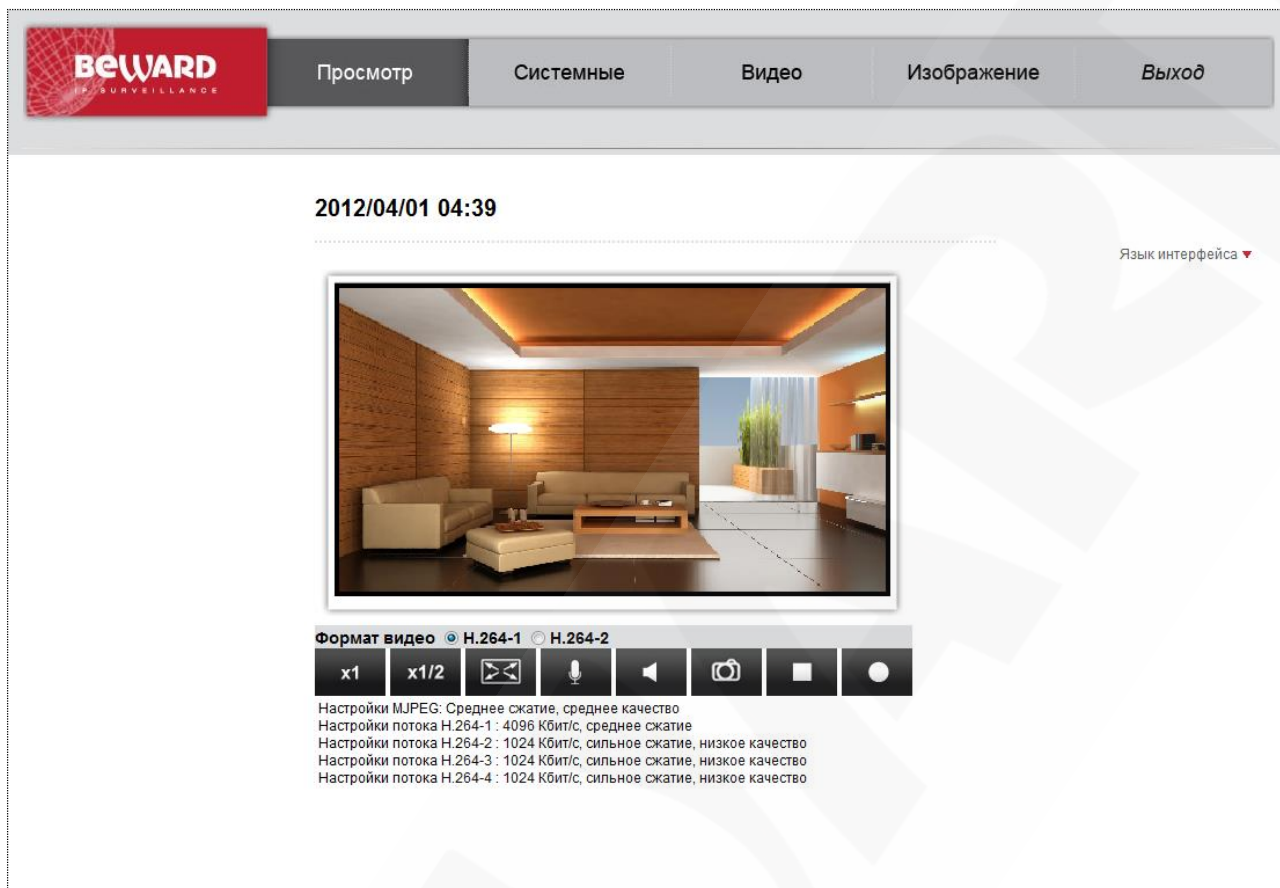 BEWARD
IP SURVEILLANCE
Просмотр
Системные
Видео
Изображение
Выход
2012/04/01 04:39
Язык интерфейса
Формат видео H.264-1 H.264-2
x1
x1/2
Настройки MJPEG: Среднее сжатие, среднее качество
Настройки потока H.264-1 : 4096 Кбит/с, среднее сжатие
Настройки потока H.264-2 : 1024 Кбит/с, сильное сжатие, низкое качество
Настройки потока H.264-3 : 1024 Кбит/с, сильное сжатие, низкое качество
Настройки потока H.264-4 : 1024 Кбит/с, сильное сжатие, низкое качество